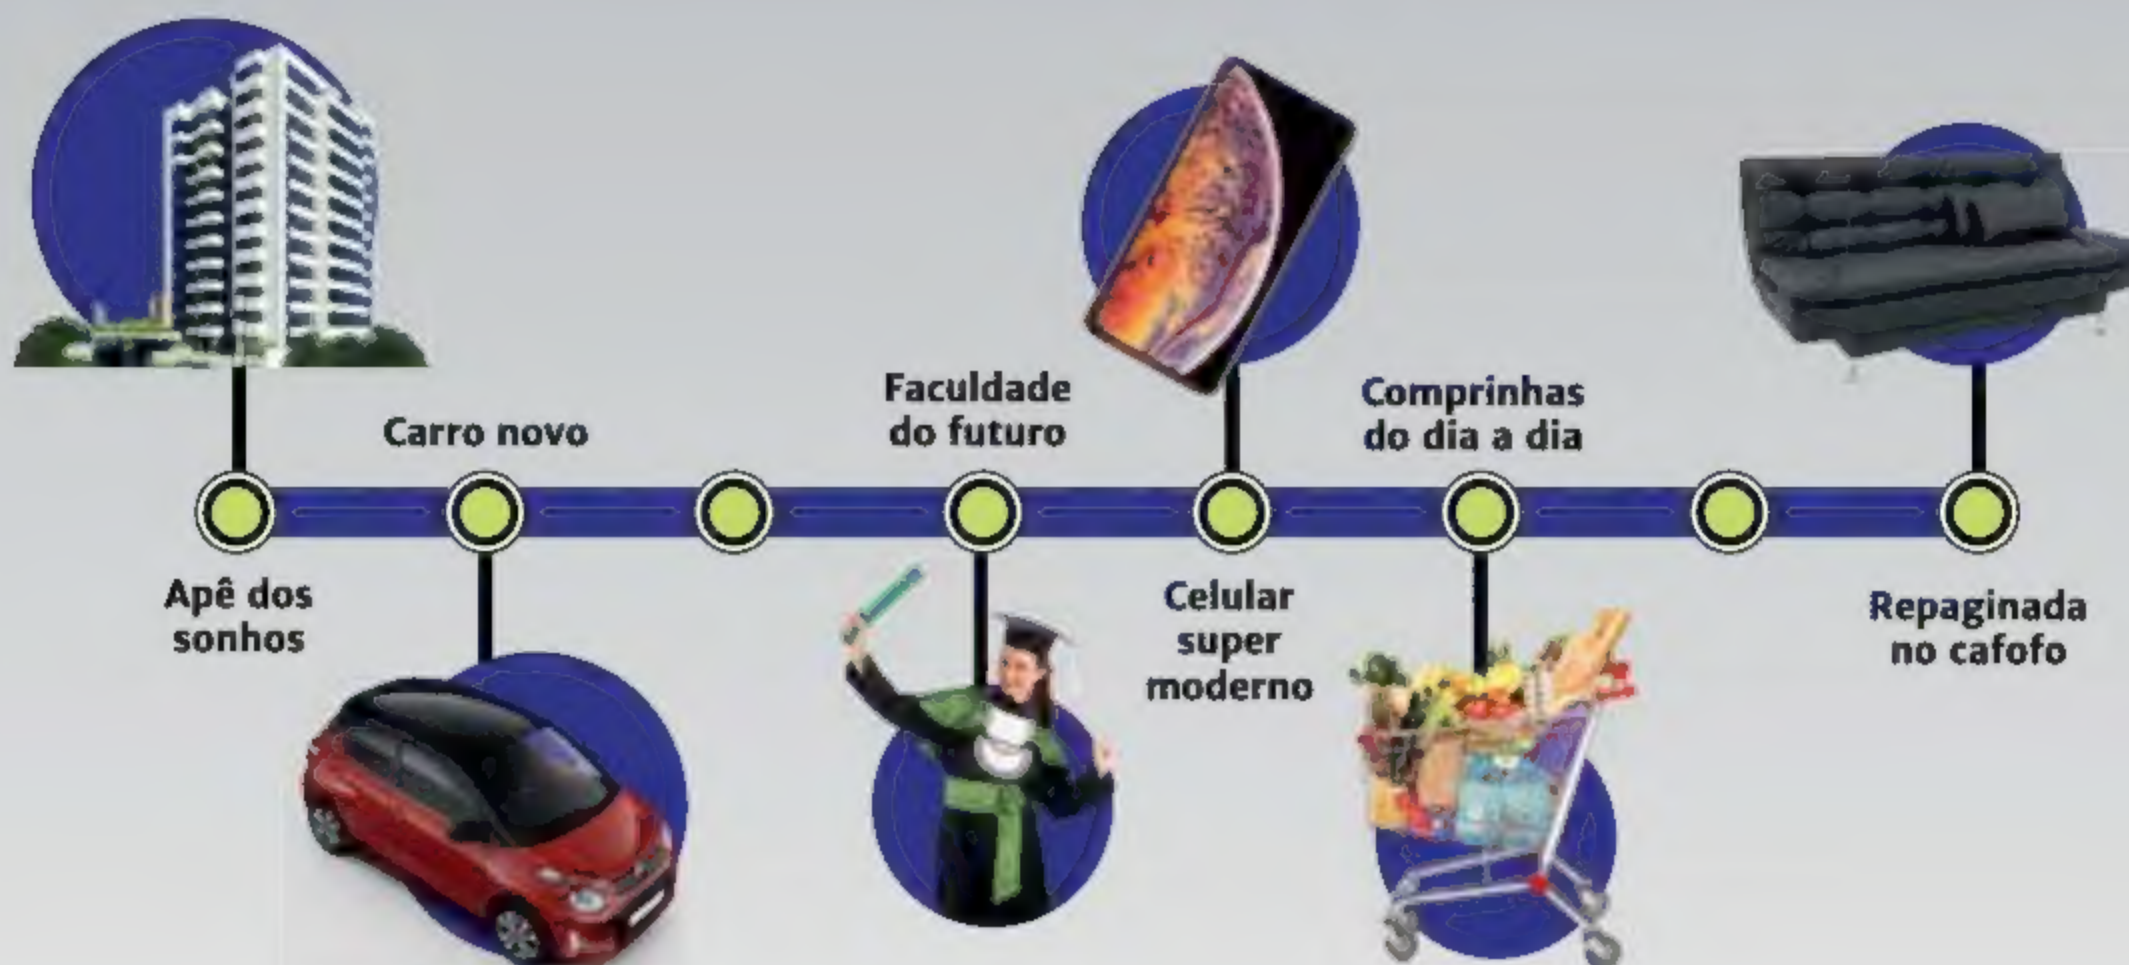 Apê dos
sonhos
Carro novo
Faculdade
do futuro
Celular
super
moderno
Comprinhas
do dia a dia
Repaginada
no cafofo